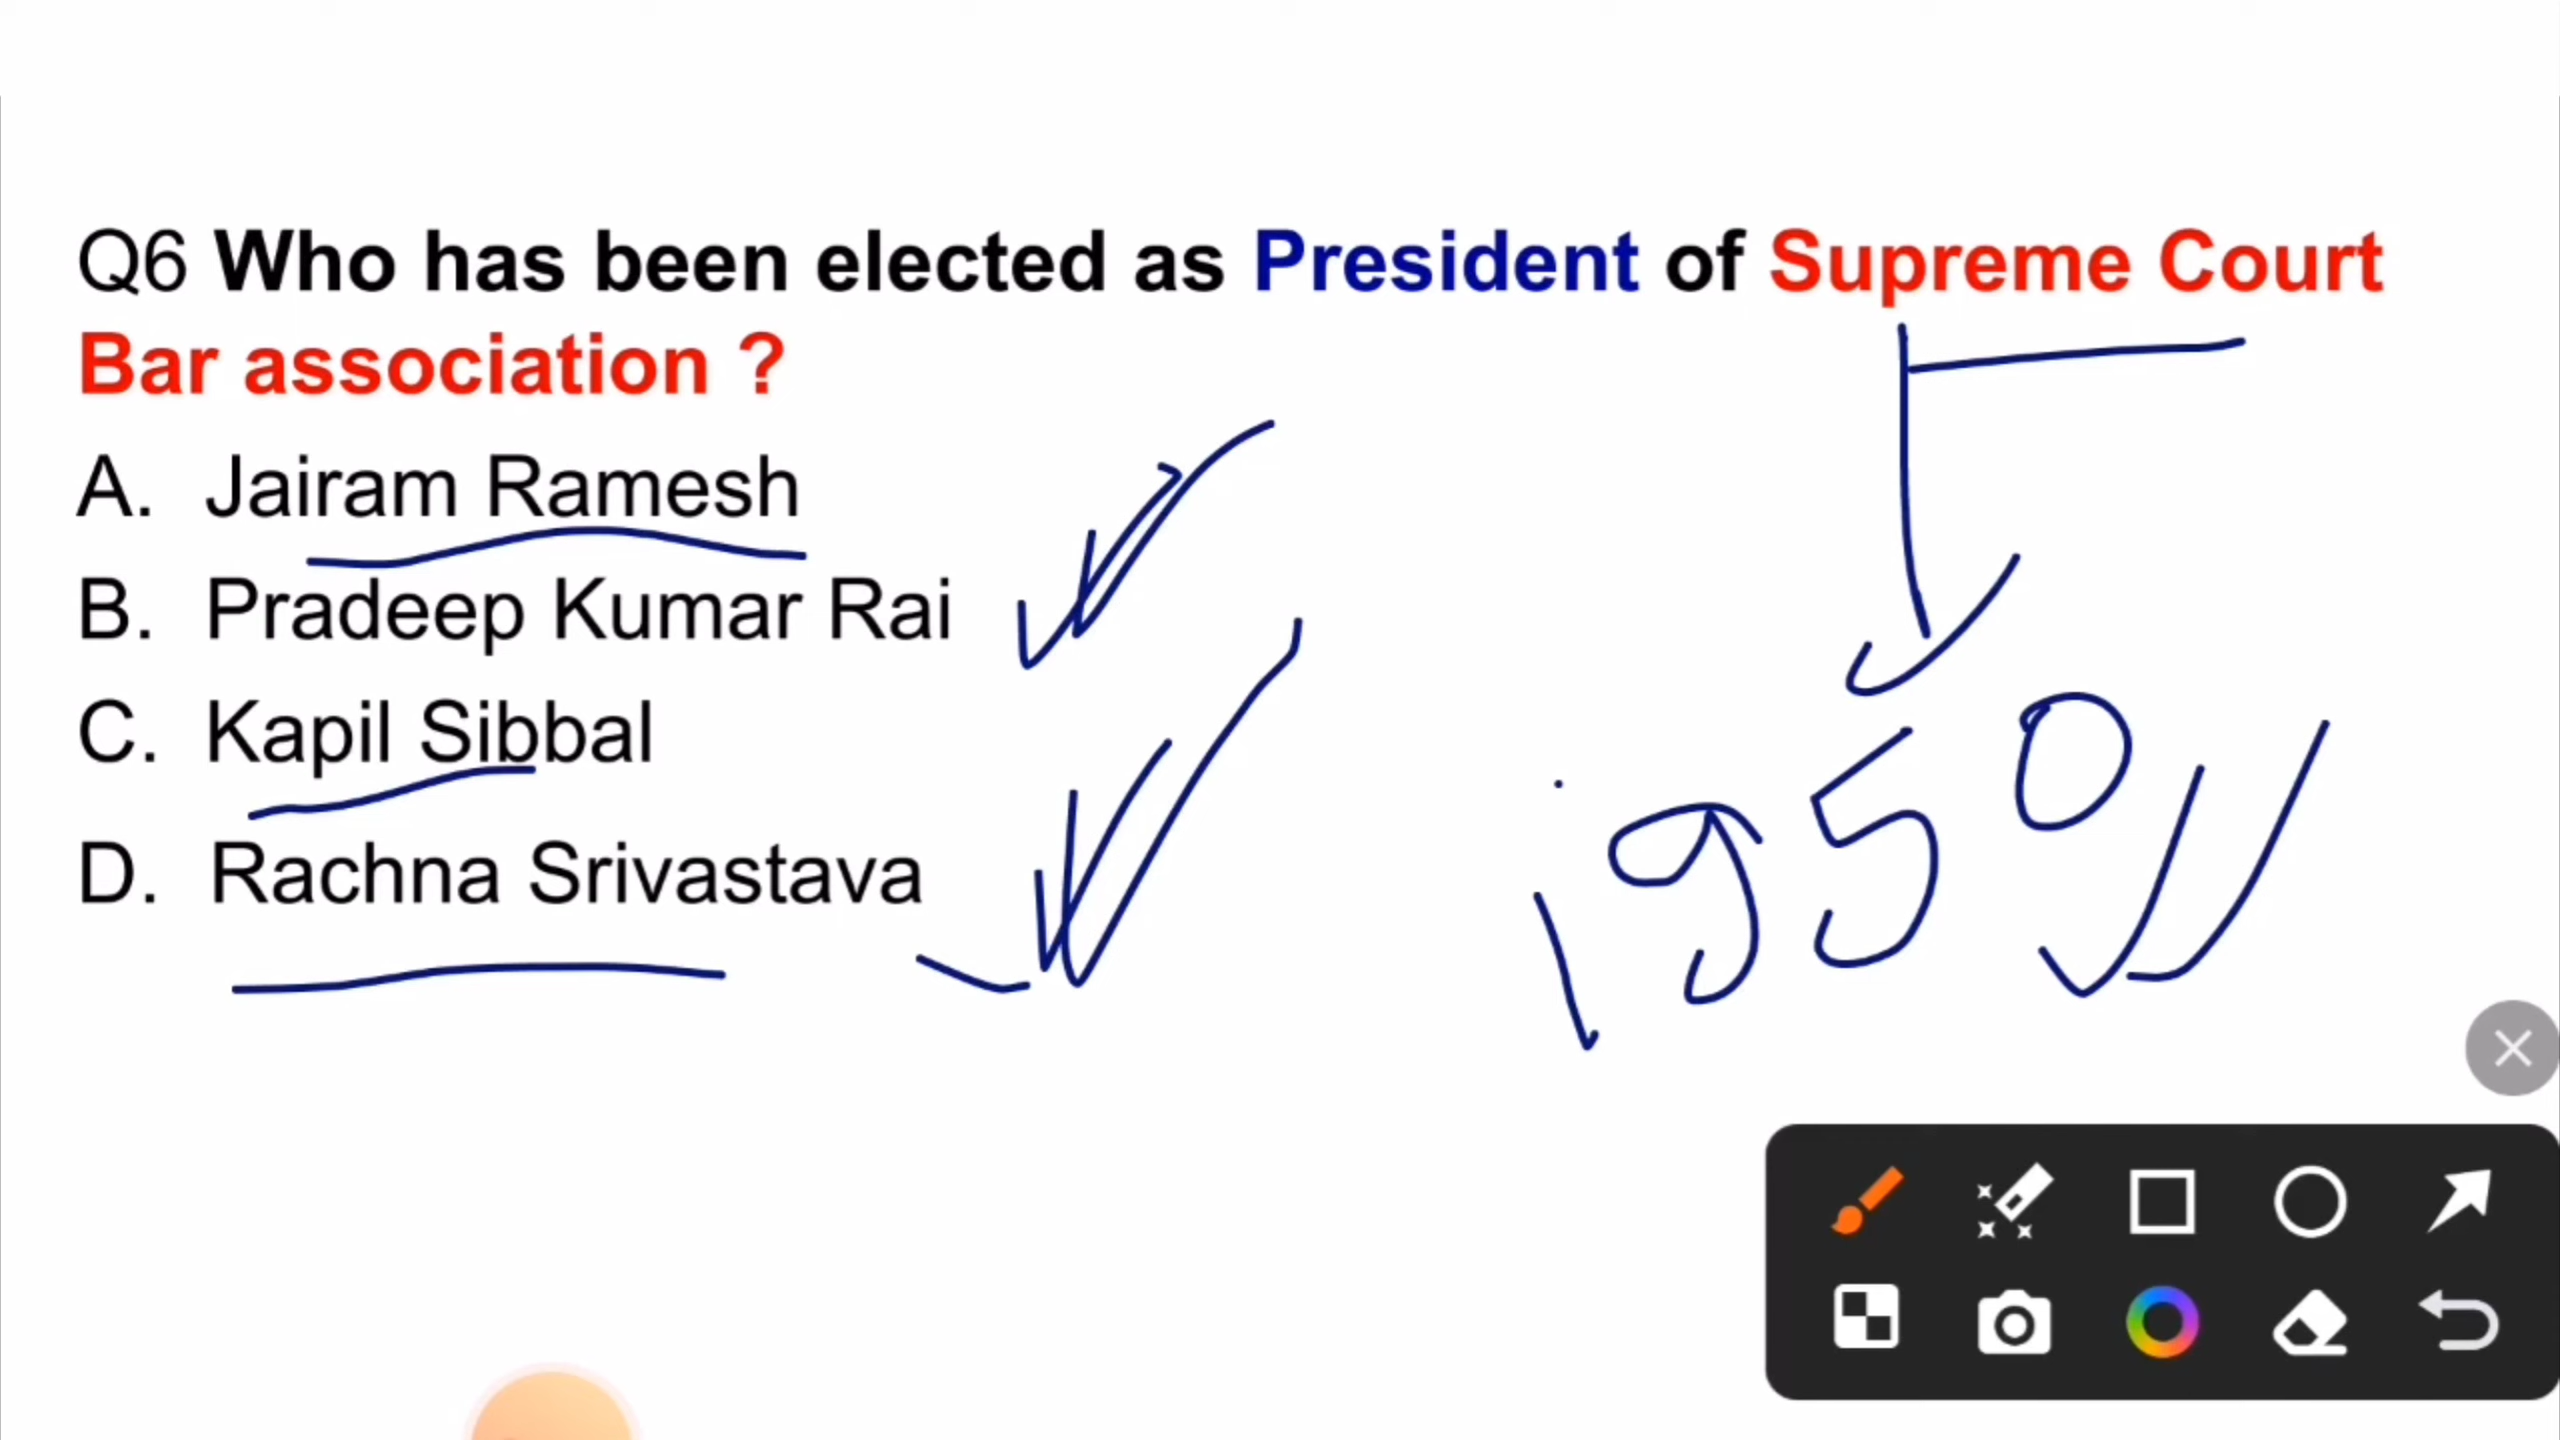 Q6 Who has been elected as President of Supreme Court
Bar association ?
A. Jairam Ramesh
B. Pradeep Kumar Rai
C. Kapil Sibbal
D. Rachna Srivastava
1950